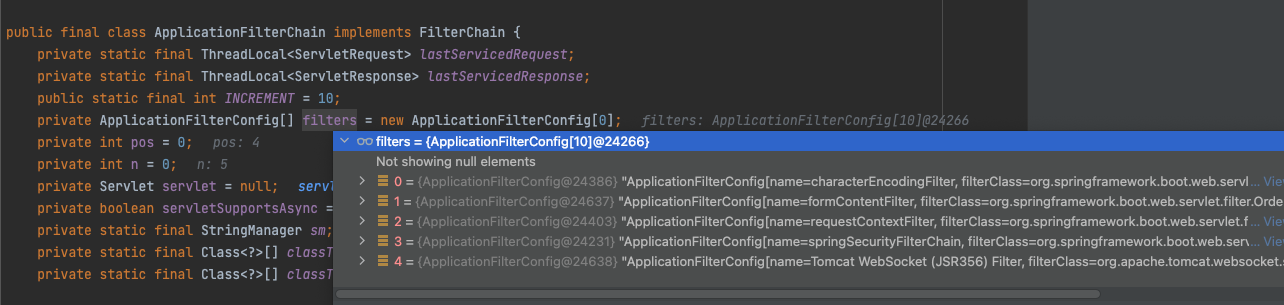 public final class ApplicationFilterChain implements FilterChain {
private static final ThreadLocal<ServletRequest> lastServicedRequest;
private static final ThreadLocal<ServletResponse> lastServicedResponse;
public static final int INCREMENT = 10;
private ApplicationFilterConfig[] filters = new ApplicationFilterConfig[0]; filters: ApplicationFilterConfig[10]@24266
private int pos = 0; pos: 4
filters = {ApplicationFilterConfig[10]@24266}
private int n = 0; n: 5
Not showing null elements
private Servlet servlet = null; servl
0 = {ApplicationFilterConfig@24386} "ApplicationFilterConfig[name=characterEncodingFilter, filterClass=org.springframework.boot.web.servl... View
private boolean servletSupportsAsync =
1 = {ApplicationFilterConfig@24637} "ApplicationFilterConfig[name=formContentFilter, filterClass=org.springframework.boot.web.servlet.filter.Orde
private static final StringManager sm;
2 = {ApplicationFilterConfig@24403} "ApplicationFilterConfig[name=requestContextFilter, filterClass=org.springframework.boot.web.servlet.f... View
private static final Class<?>[] classT
3 = {ApplicationFilterConfig@24231} "ApplicationFilterConfig[name=springSecurityFilterChain, filterClass=org.springframework.boot.web.serv... View
private static final Class<?>[] classT
4 = {ApplicationFilterConfig@24638} "ApplicationFilterConfig[name=Tomcat WebSocket (JSR356) Filter, filterClass=org.apache.tomcat.websocket.s